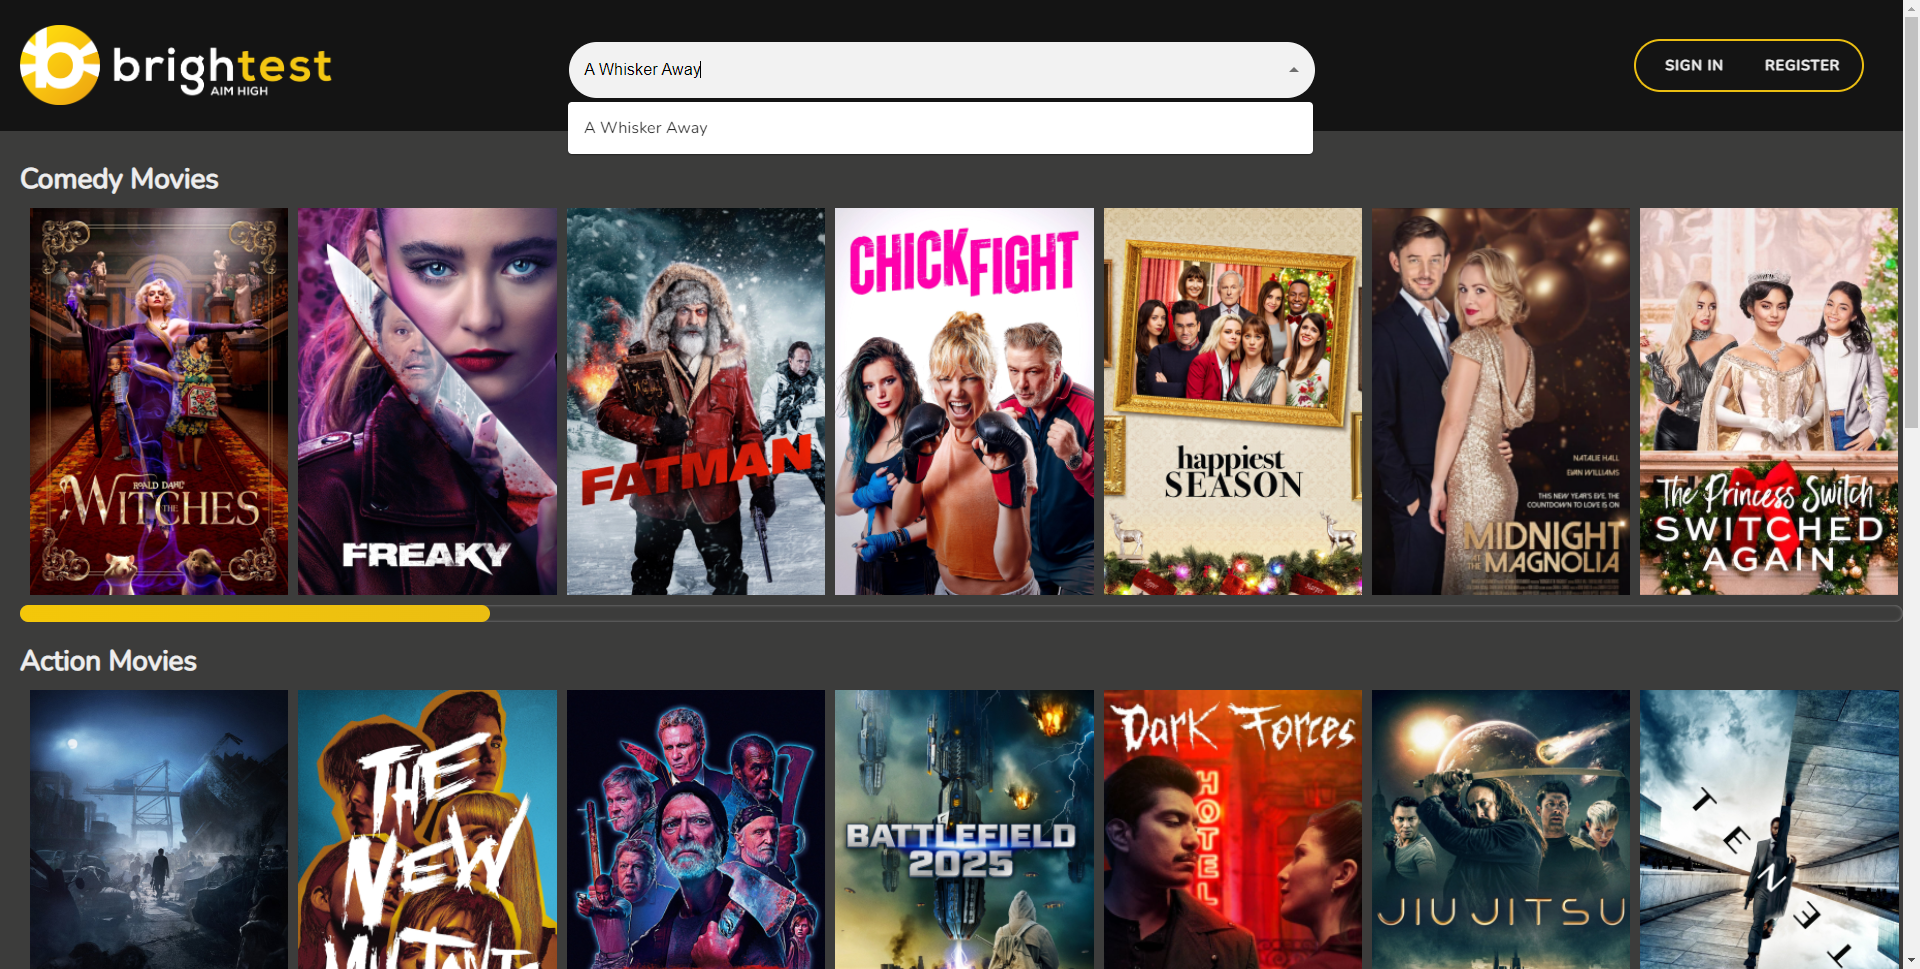 brightest
AIM HIGH
A Whisker Away
SIGN IN
REGISTER
A Whisker Away
Comedy Movies
ROALD DAHL'S
THE
WITCHES
FREAKY
FATMAN
CHICK FIGHT
happiest
SEASON
NATALIE HALL
EVAN WILLIAMS
THIS NEW YEAR'S EVE, THE
COUNTDOWN TO LOVE IS ON
MIDNIGHT
AT THE MAGNOLIA
The Princess Switch
SWITCHED
AGAIN
Action Movies
THE
NEW
MUTANT
BATTLEFIELD
2025
Dark Forces
HOTEL
JIU JITSU
TENET